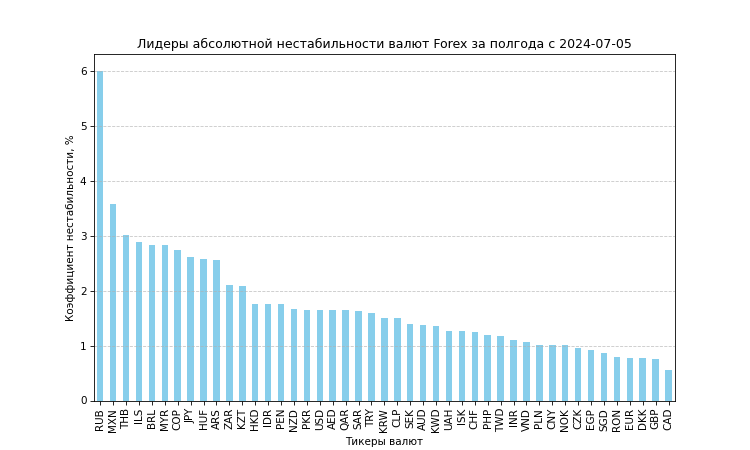 Лидеры абсолютной нестабильности валют Forex за полгода с 2024-07-05
Коэффициент нестабильности, %
6
5
4
3
2
1
0
RUB
MXN
THB
ILS
BRL
MYR
COP
JPY
HUF
ARS
ZAR
KZT
HKD
IDR
PEN
NZD
PKR
USD
AED
QAR
SAR
TRY
KRW
CLP
SEK
AUD
KWD
UAH
ISK
CHF
PHP
TWD
INR
VND
PLN
CNY
NOK
CZK
EGP
SGD
RON
EUR
DKK
GBP
CAD
Тикеры валют